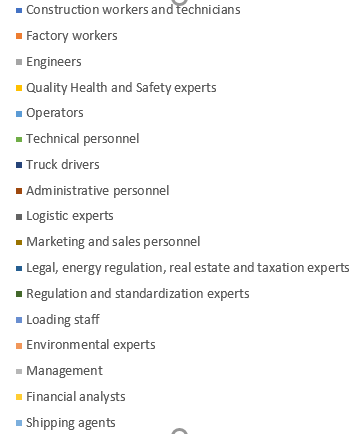 Construction workers and technicians
Factory workers
Engineers
Quality Health and Safety experts
Operators
Technical personnel
Truck drivers
Administrative personnel
Logistic experts
Marketing and sales personnel
Legal, energy regulation, real estate and taxation experts
Regulation and standardization experts
Loading staff
Environmental experts
Management
Financial analysts
Shipping agents